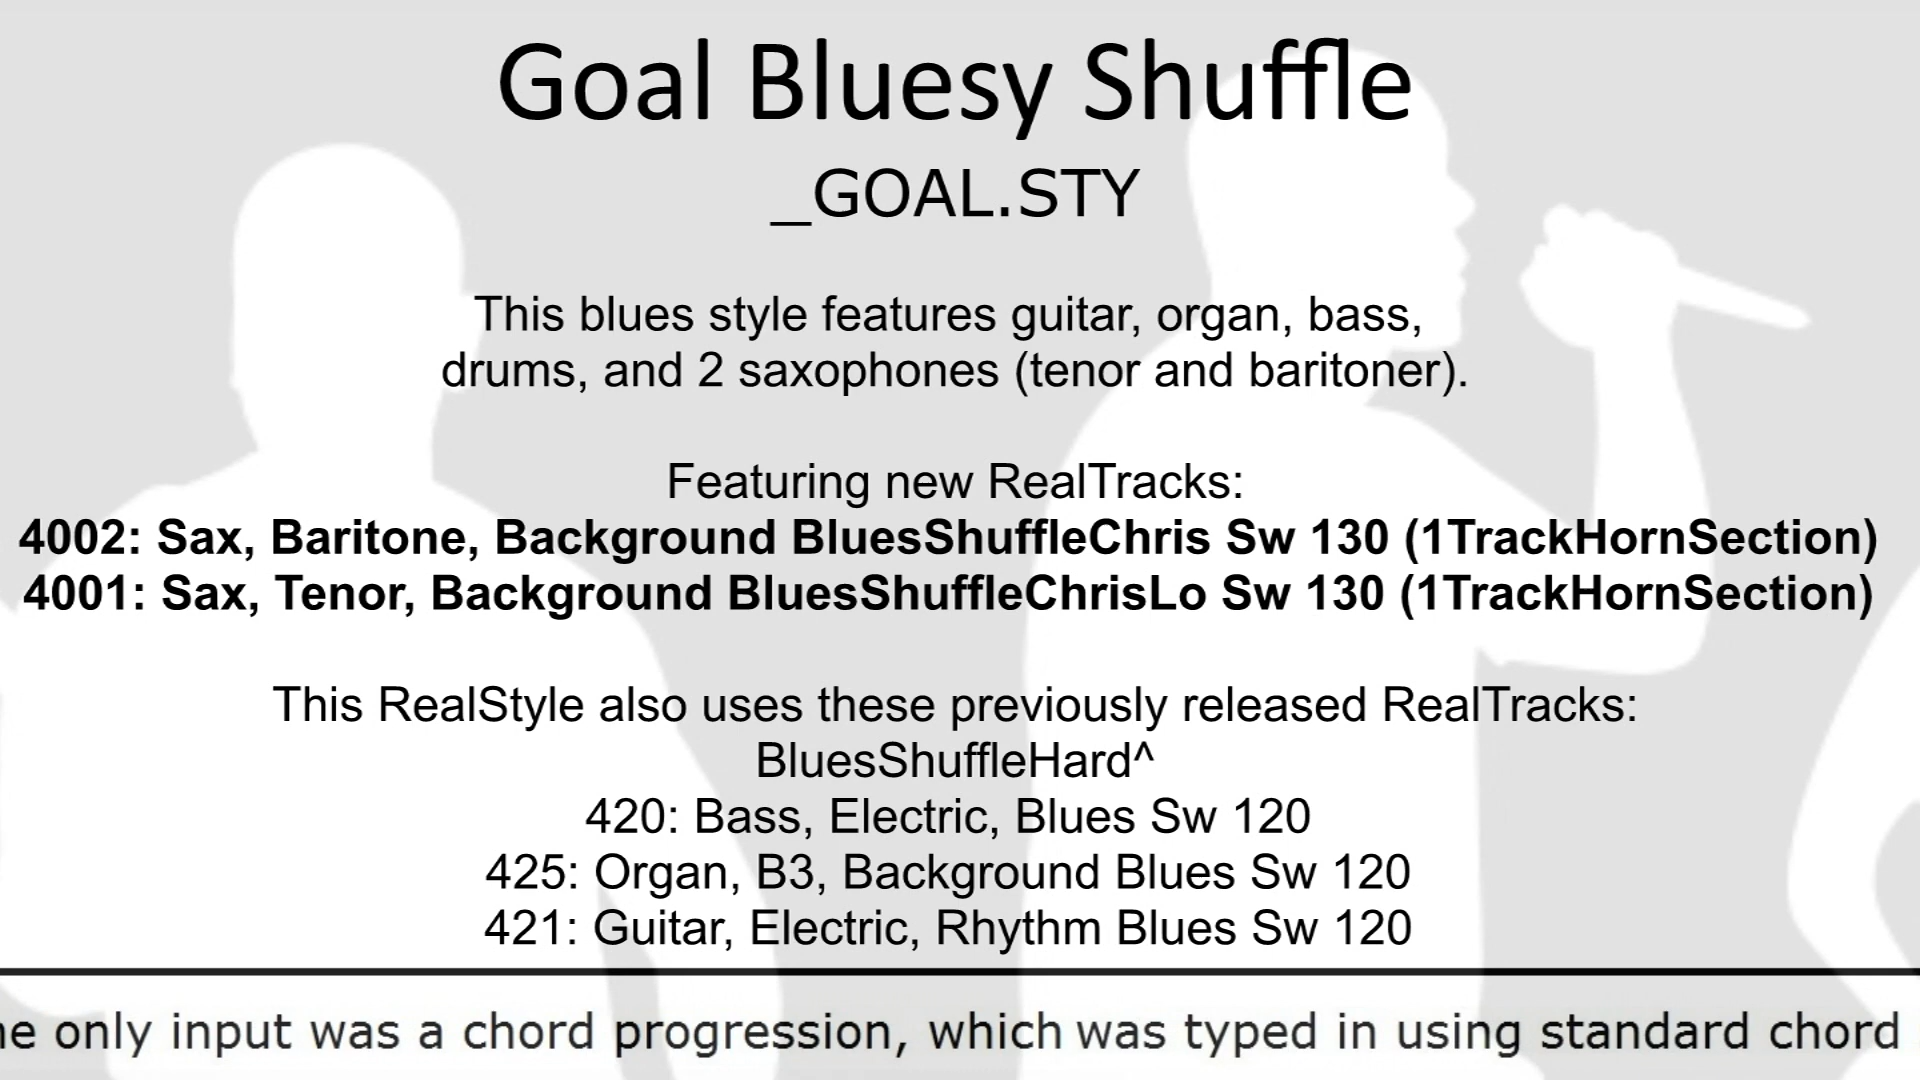 Goal Bluesy Shuffle
_GOAL.STY
This blues style features guitar, organ, bass,
drums, and 2 saxophones (tenor and baritoner).
Featuring new RealTracks:
4002: Sax, Baritone, Background BluesShuffleChris Sw 130 (1TrackHornSection)
4001: Sax, Tenor, Background BluesShuffleChrisLo Sw 130 (1TrackHornSection)
This RealStyle also uses these previously released RealTracks:
BluesShuffleHard^
420: Bass, Electric, Blues Sw 120
425: Organ, B3, Background Blues Sw 120
421: Guitar, Electric, Rhythm Blues Sw 120
only input was a chord progression, which was typed in using standard chord